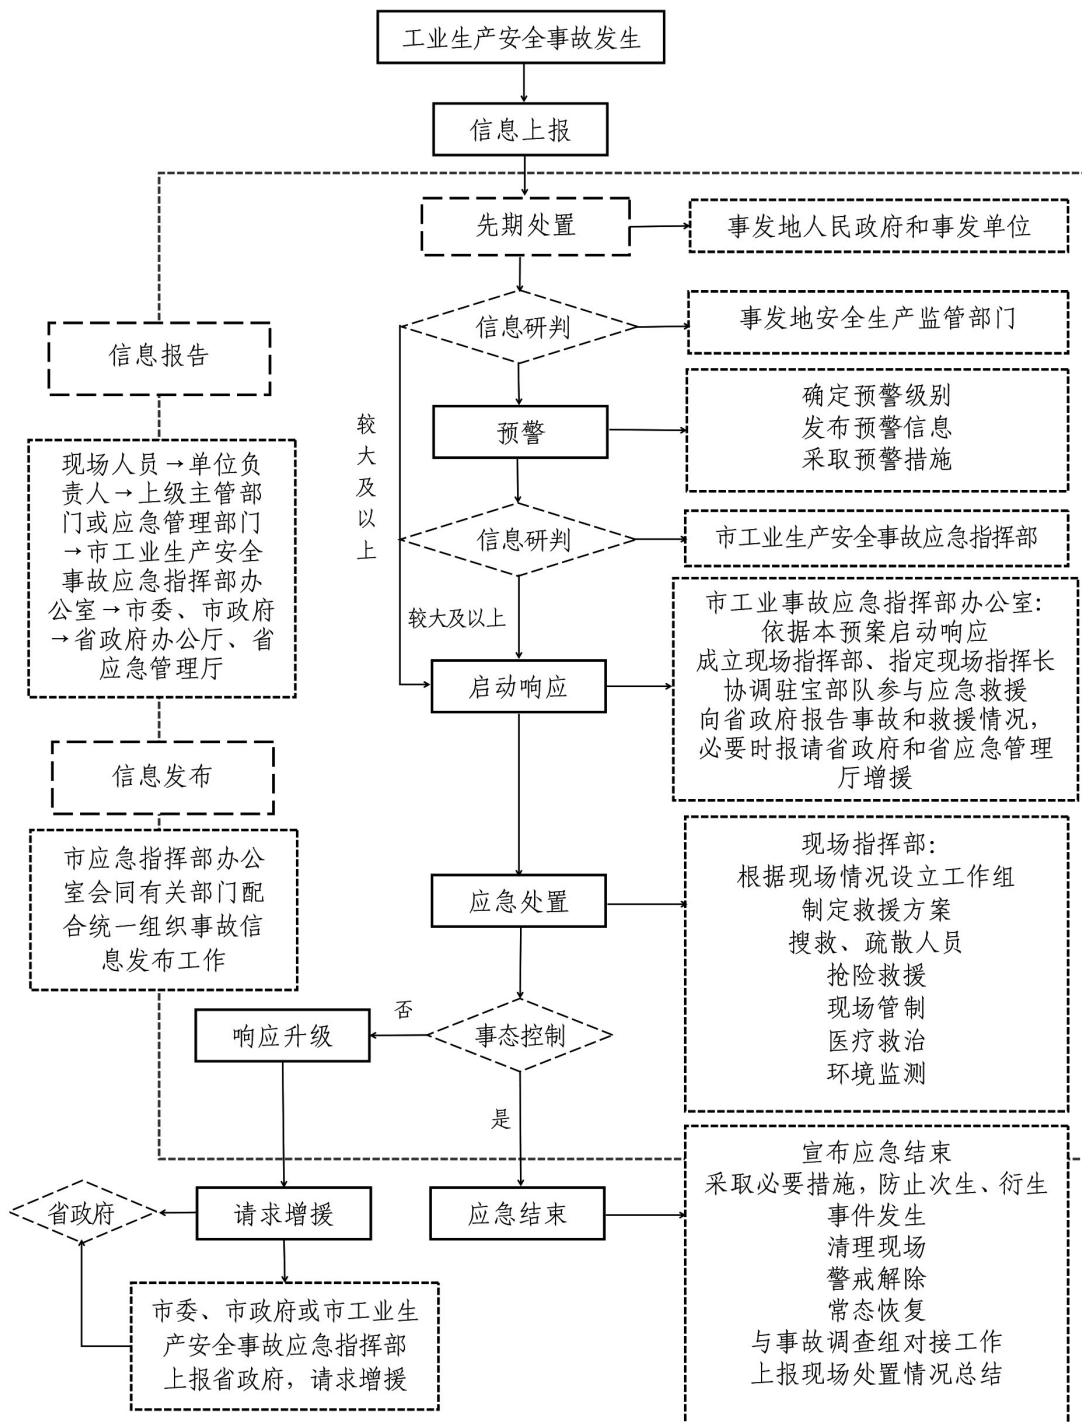 工业生产安全事故发生
信息上报
先期处置
事发地人民政府和事发单位
信息研判
事发地安全生产监管部门
信息报告
预警
确定预警级别
发布预警信息
采取预警措施
较
大
及
以
上
现场人员→单位负
责人→上级主管部
门或应急管理部门
→市工业生产安全
事故应急指挥部办
公室→市委、市政府
→省政府办公厅、省
应急管理厅
信息研判
市工业生产安全事故应急指挥部
较大及以上
启动响应
市工业事故应急指挥部办公室：
依据本预案启动响应
成立现场指挥部、指定现场指挥长
协调驻宝部队参与应急救援
向省政府报告事故和救援情况，
必要时报请省政府和省应急管理
厅增援
信息发布
市应急指挥部办公
室会同有关部门配
合统一组织事故信
息发布工作
应急处置
现场指挥部：
根据现场情况设立工作组
制定救援方案
搜救、疏散人员
抢险救援
现场管制
医疗救治
环境监测
事态控制
否
响应升级
是
请求增援
省政府
应急结束
宣布应急结束
采取必要措施，防止次生、衍生
事件发生
清理现场
警戒解除
常态恢复
与事故调查组对接工作
上报现场处置情况总结
市委、市政府或市工业生
产安全事故应急指挥部
上报省政府，请求增援